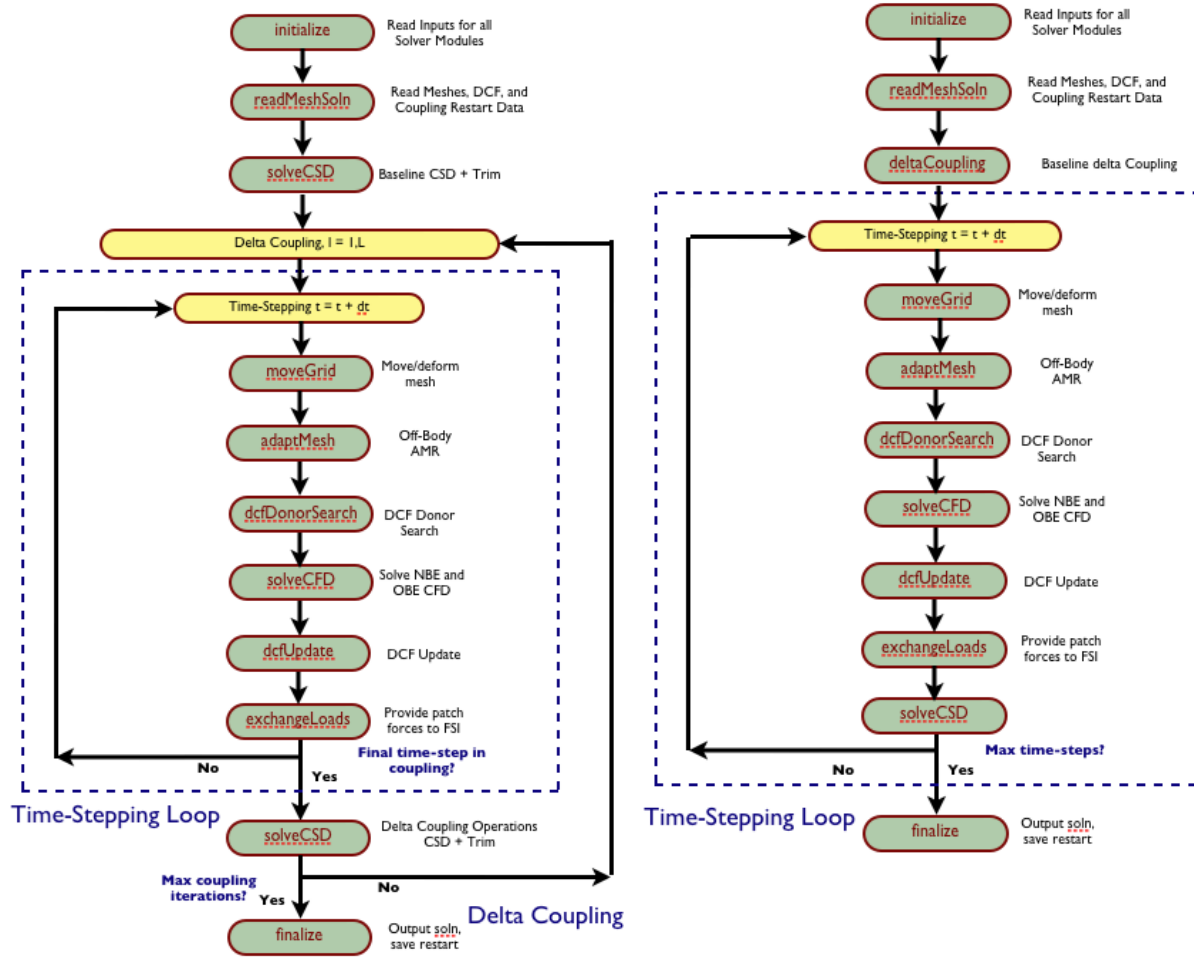 initialize
Read Inputs for all
Solver Modules
readMeshSoln
Read Meshes, DCF, and
Coupling Restart Data
solveCSD
Baseline CSD + Trim
Delta Coupling, l = 1,L
Time-Stepping t = t + dt
moveGrid
Move/deform
mesh
adaptMesh
Off-Body
AMR
dcfDonorSearch
DCF Donor
Search
solveCFD
Solve NBE and
OBE CFD
dcfUpdate
DCF Update
exchangeLoads
Provide patch
forces to FSI
Final time-step in
coupling?
No
Yes
Time-Stepping Loop
solveCSD
Delta Coupling Operations
CSD + Trim
Max coupling
iterations?
Yes
No
Delta Coupling
finalize
Output soln,
save restart
initialize
Read Inputs for all
Solver Modules
readMeshSoln
Read Meshes, DCF, and
Coupling Restart Data
deltaCoupling
Baseline delta Coupling
Time-Stepping t = t + dt
moveGrid
Move/deform
mesh
adaptMesh
Off-Body
AMR
dcfDonorSearch
DCF Donor
Search
solveCFD
Solve NBE and
OBE CFD
dcfUpdate
DCF Update
exchangeLoads
Provide patch
forces to FSI
solveCSD
Max time-steps?
No
Yes
Time-Stepping Loop
finalize
Output soln,
save restart